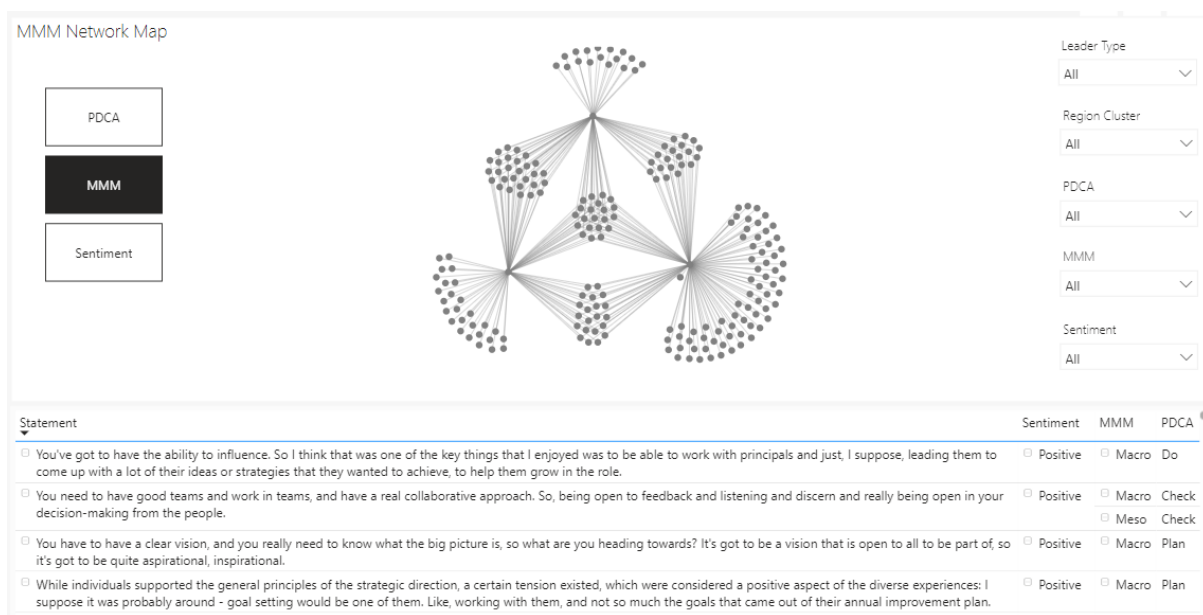 MMM Network Map
PDCA
MMM
Sentiment
Leader Type
All
Region Cluster
All
PDCA
All
MMM
All
Sentiment
All
Statement Sentiment MMM PDCA
You've got to have the ability to influence. So I think that was one of the key things that I enjoyed was to be able to work with principals and just, I suppose, leading them to Positive Macro Do
come up with a lot of their ideas or strategies that they wanted to achieve, to help them grow in the role.
You need to have good teams and work in teams, and have a real collaborative approach. So, being open to feedback and listening and discern and really being open in your Positive Macro Check
decision-making from the people.
Meso Check
You have to have a clear vision, and you really need to know what the big picture is, so what are you heading towards? It's got to be a vision that is open to all to be part of, so Positive Macro Plan
it's got to be quite aspirational, inspirational.
While individuals supported the general principles of the strategic direction, a certain tension existed, which were considered a positive aspect of the diverse experiences: I Positive Macro Plan
suppose it was probably around - goal setting would be one of them. Like, working with them, and not so much the goals that came out of their annual improvement plan.